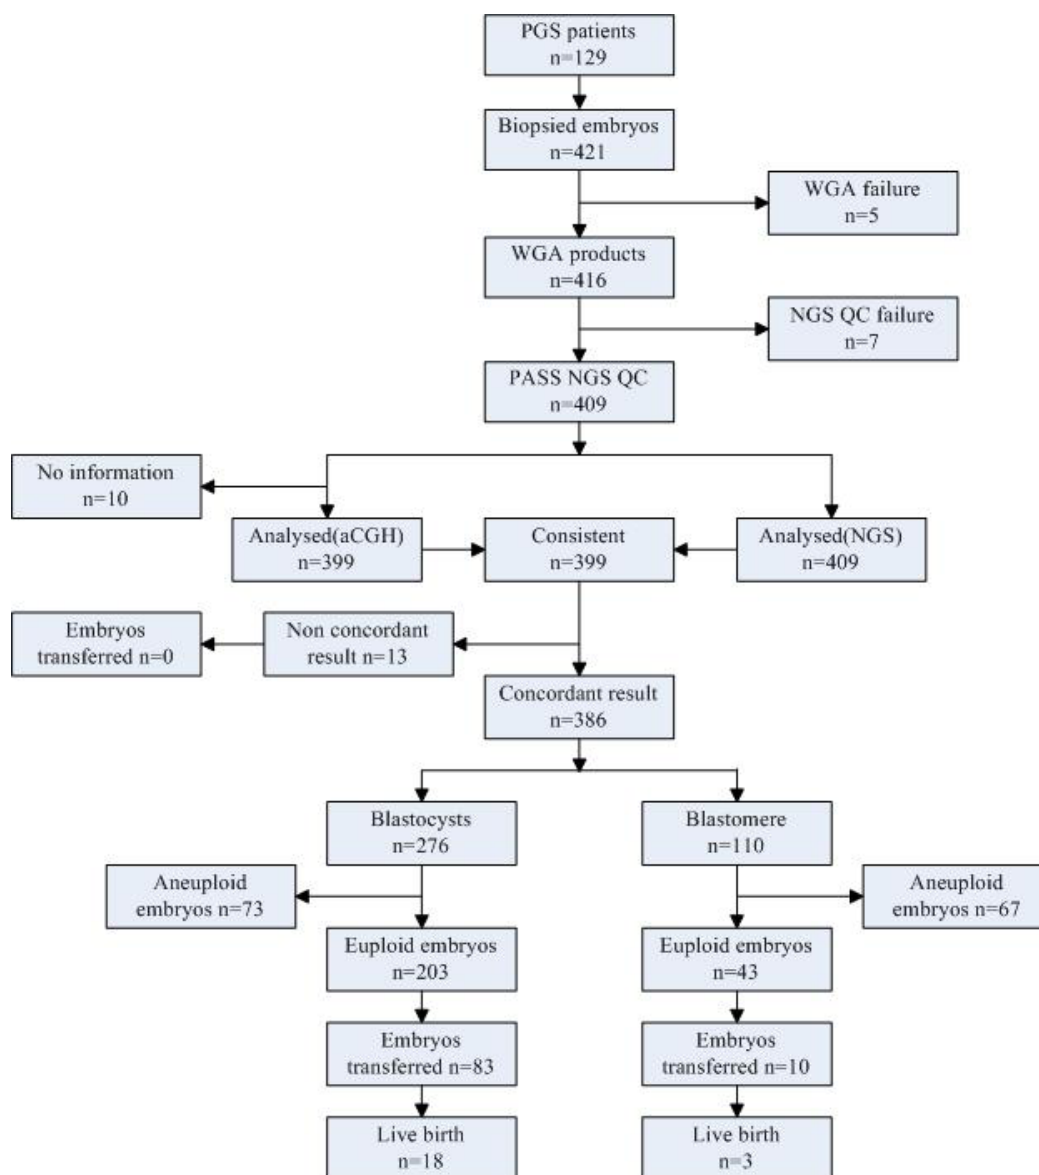 PGS patients
n=129
Biopsied embryos
n=421
WGA failure
n=5
WGA products
n=416
NGS QC failure
n=7
PASS NGS QC
n=409
No information
n=10
Analysed(aCGH)
n=399
Consistent
n=399
Analysed(NGS)
n=409
Embryos
transferred n=0
Non concordant
result n=13
Concordant result
n=386
Blastocysts
n=276
Blastomere
n=110
Aneuploid
embryos n=73
Aneuploid
embryos n=67
Euploid embryos
n=203
Euploid embryos
n=43
Embryos
transferred n=83
Embryos
transferred n=10
Live birth
n=18
Live birth
n=3